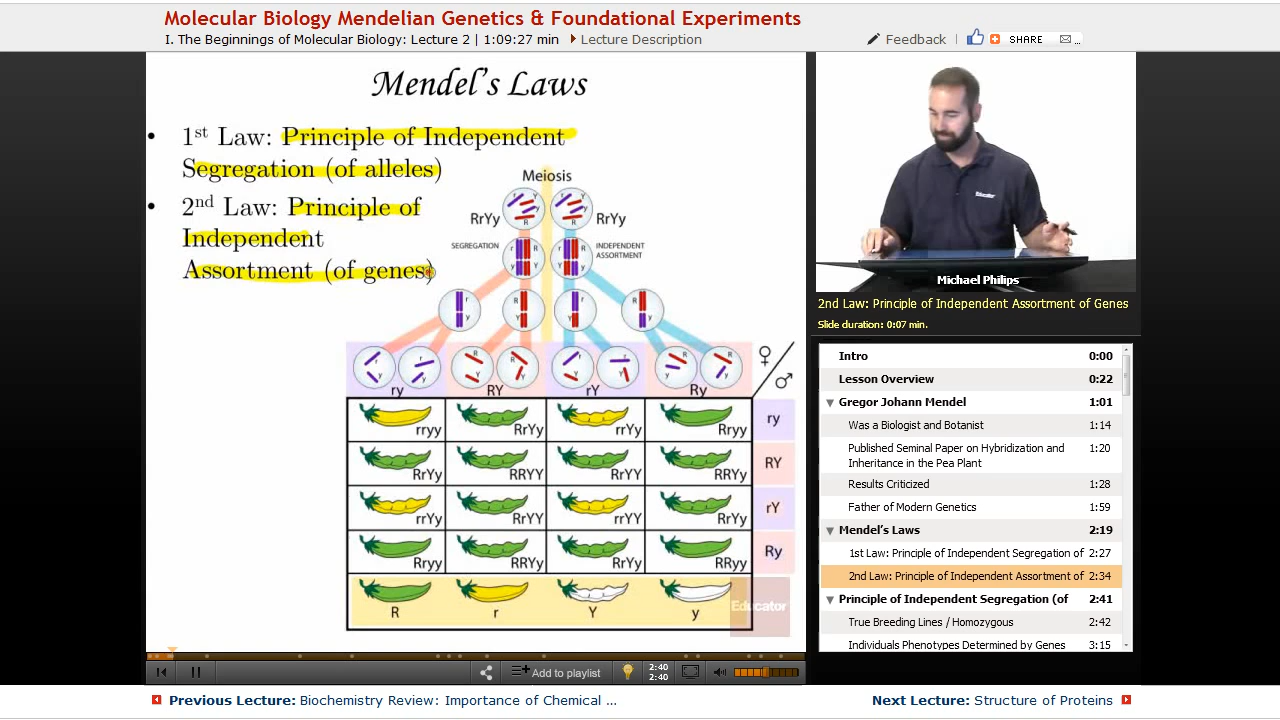 Molecular Biology Mendelian Genetics & Foundational Experiments
I. The Beginnings of Molecular Biology: Lecture 2 | 1:09:27 min Lecture Description
Feedback
SHARE
Mendel's Laws
• 1st Law: Principle of Independent
Segregation (of alleles)
• 2nd Law: Principle of
Independent
Assortment (of genes)
Meiosis
RrYy RrYy
SEGREGATION
INDEPENDENT
ASSORTMENT
ry RY rY Ry
rryy RrYy rrYy Rryy ry
RrYy RRYY RrYY RRYy RY
rrYy RrYY rrYY RrYy rY
Rryy RRYy RrYy RRyy Ry
R r Y y
Educator
Michael Philips
2nd Law: Principle of Independent Assortment of Genes
Slide duration: 0:07 min.
Intro 0:00
Lesson Overview 0:22
Gregor Johann Mendel 1:01
Was a Biologist and Botanist 1:14
Published Seminal Paper on Hybridization and 1:20
Inheritance in the Pea Plant
Results Criticized 1:28
Father of Modern Genetics 1:59
Mendel's Laws 2:19
1st Law: Principle of Independent Segregation of 2:27
2nd Law: Principle of Independent Assortment of 2:34
Principle of Independent Segregation (of 2:41
True Breeding Lines / Homozygous 2:42
Individuals Phenotypes Determined by Genes 3:15
Add to playlist
2:40
2:40
Previous Lecture: Biochemistry Review: Importance of Chemical ...
Next Lecture: Structure of Proteins